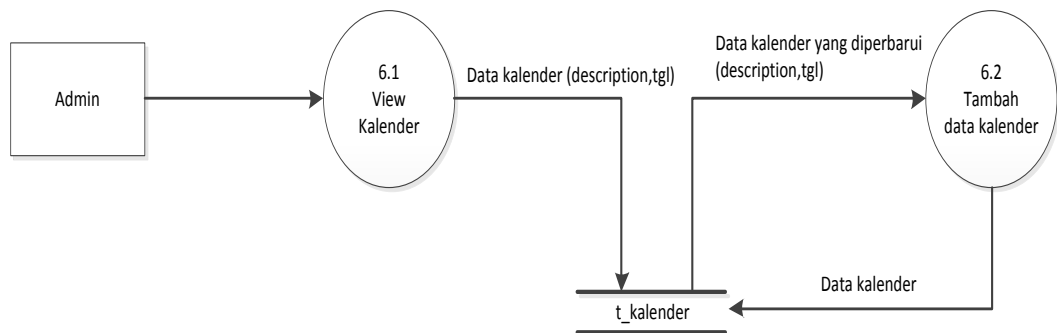 Admin
6.1
View
Kalender
Data kalender (description,tgl)
Data kalender yang diperbarui
(description,tgl)
6.2
Tambah
data kalender
Data kalender
t_kalender